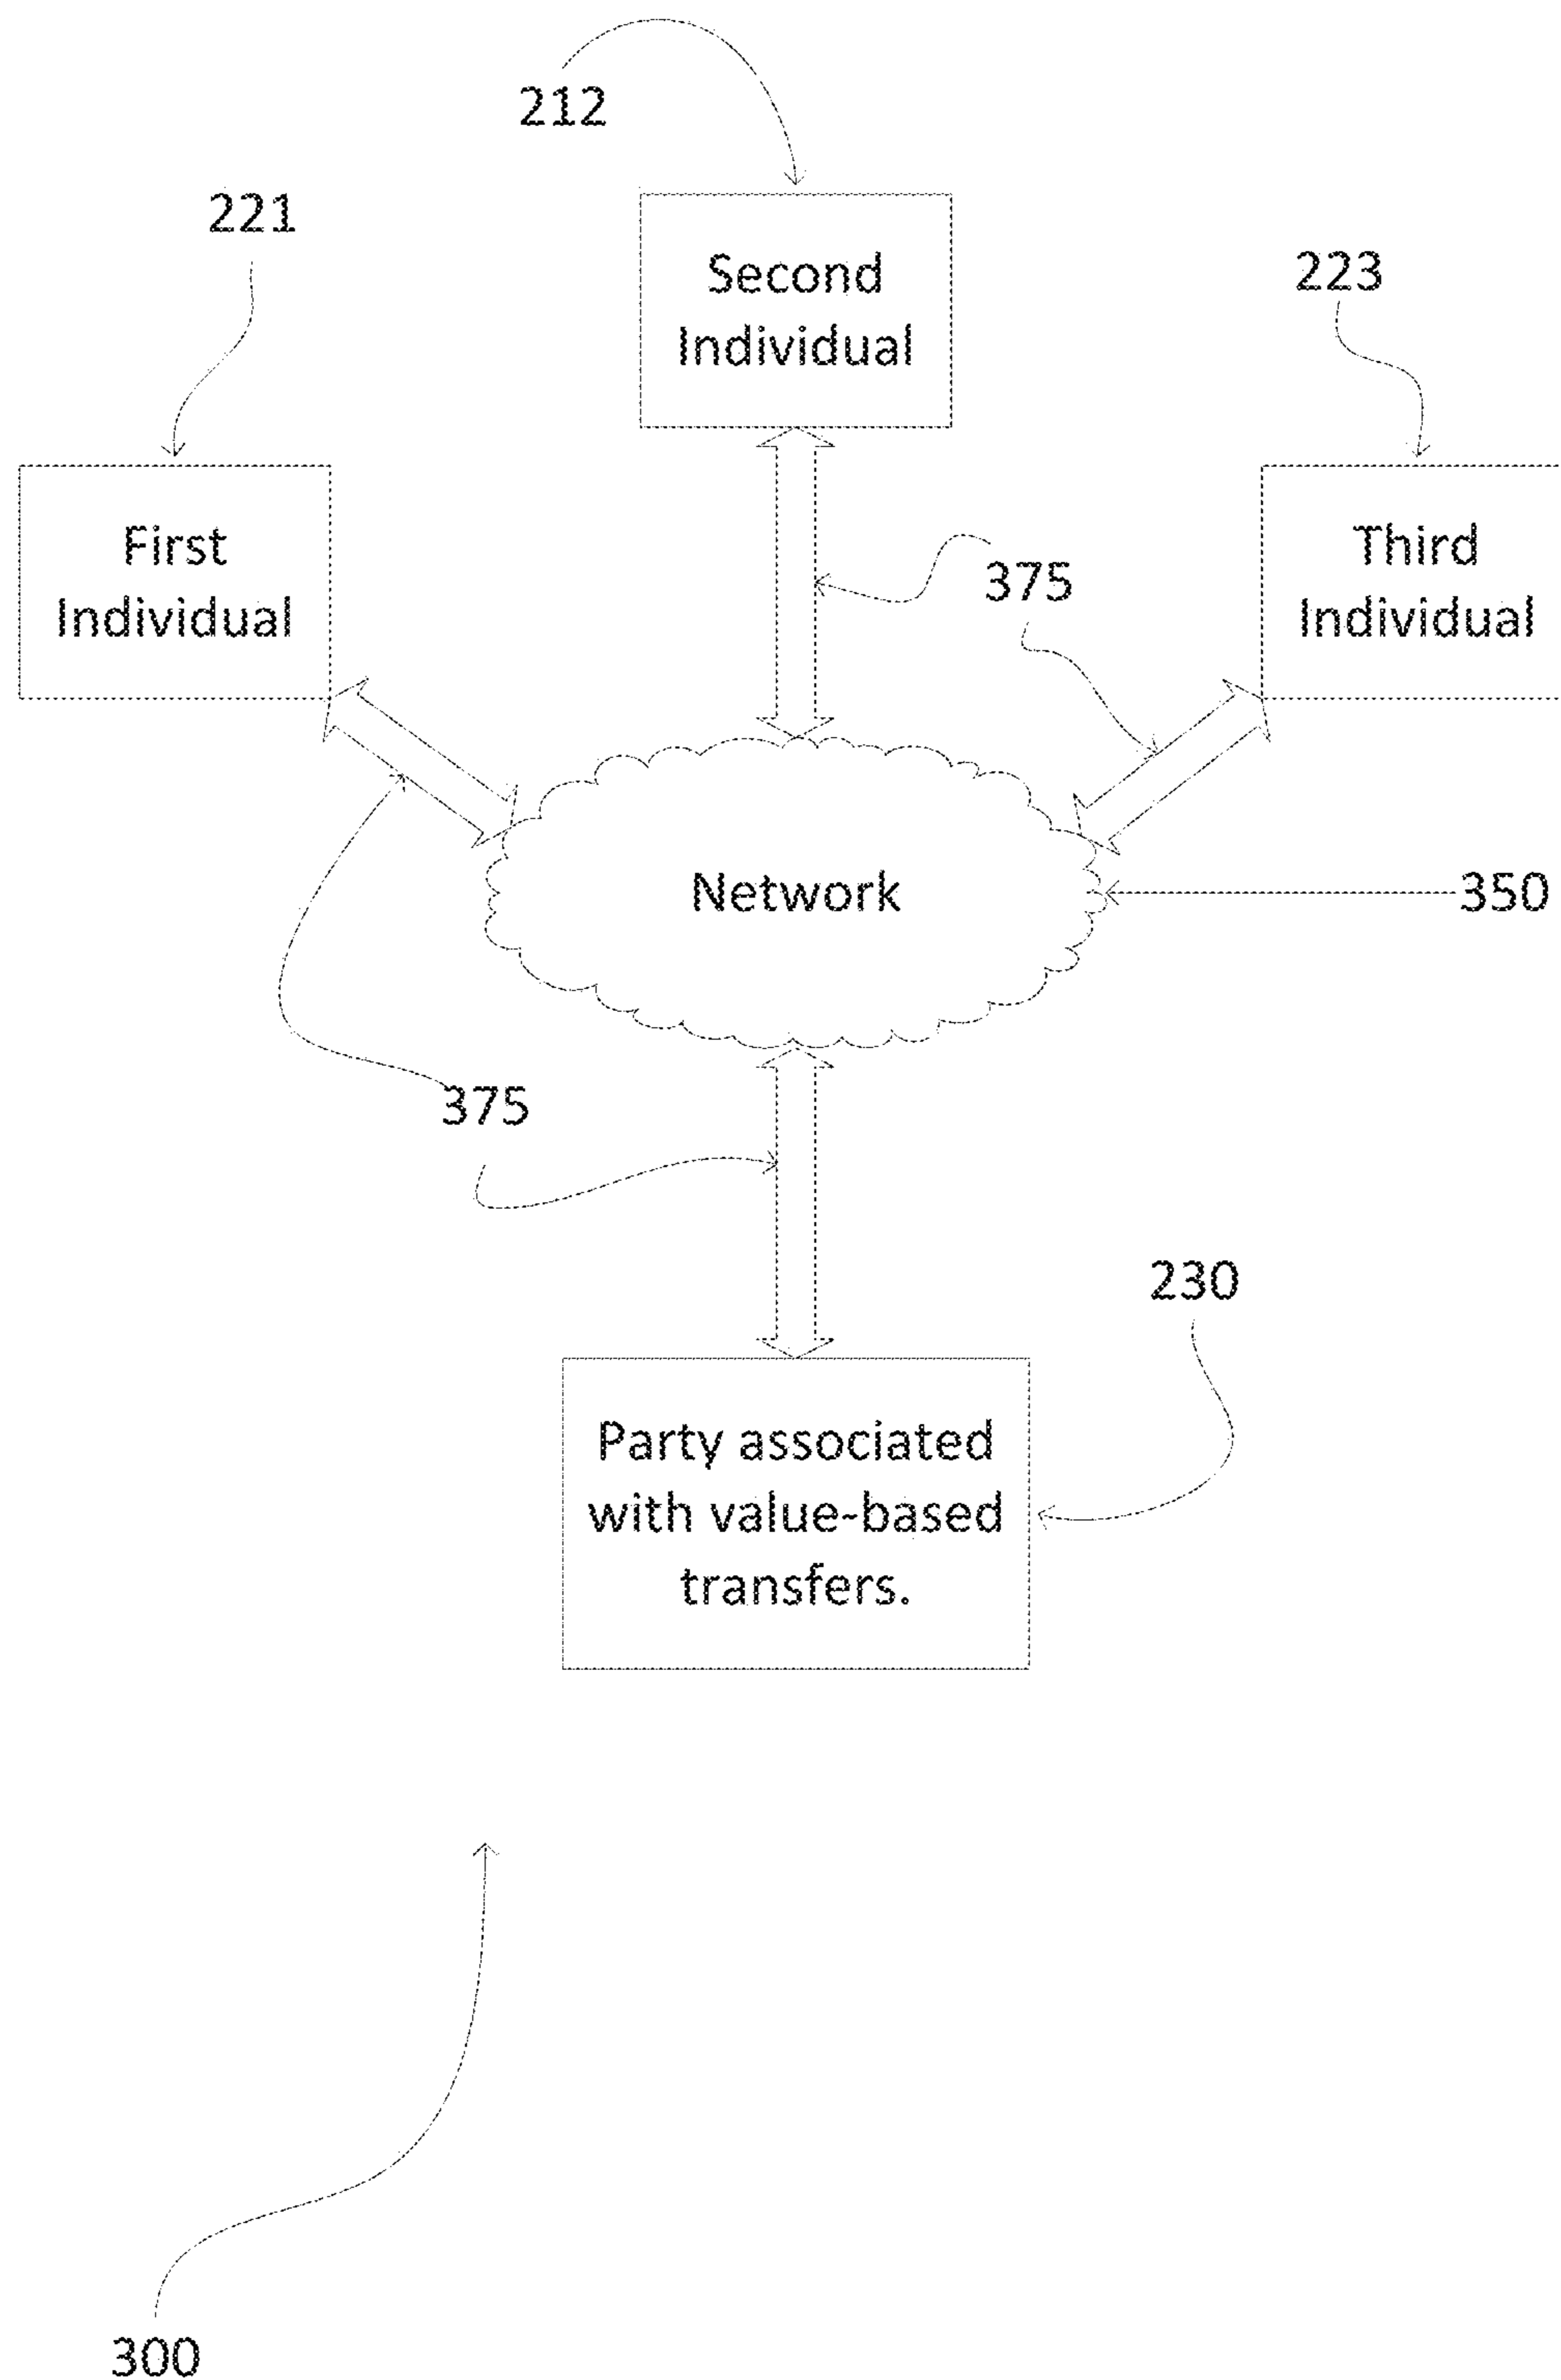 212
221
Second
Individual
223
First
Individual
375
Third
Individual
Network
350
375
230
Party associated
with value-based
transfers.
300